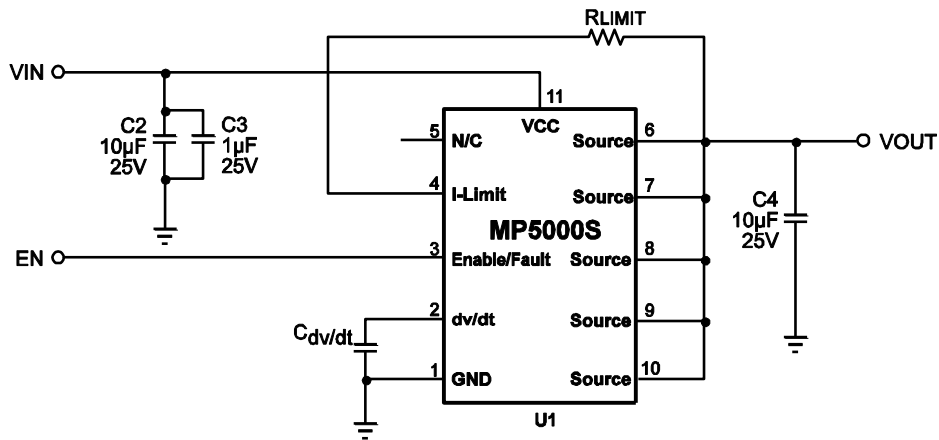 RLIMIT
VIN
11
VCC
C2
10µF
25V
C3
1µF
25V
5
N/C
Source
6
VOUT
4
I-Limit
Source
7
C4
10µF
25V
MP5000S
EN
3
Enable/Fault
Source
8
2
dv/dt
Source
9
Cdv/dt
1
GND
Source
10
U1